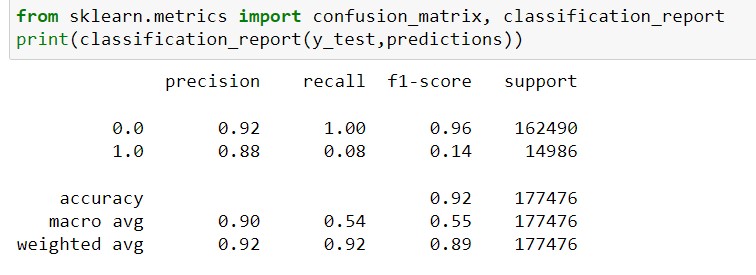 from sklearn.metrics import confusion_matrix, classification_report
print(classification_report(y_test,predictions))
precision recall f1-score support
0.0 0.92 1.00 0.96 162490
1.0 0.88 0.08 0.14 14986
accuracy 0.92 177476
macro avg 0.90 0.54 0.55 177476
weighted avg 0.92 0.92 0.89 177476